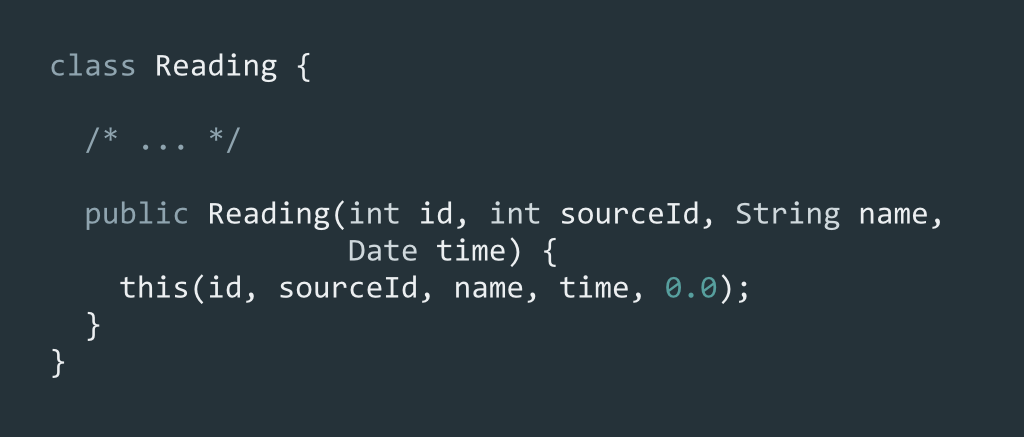 class Reading {
/* ... */
public Reading(int id, int sourceId, String name,
Date time) {
this(id, sourceId, name, time, 0.0);
}
}